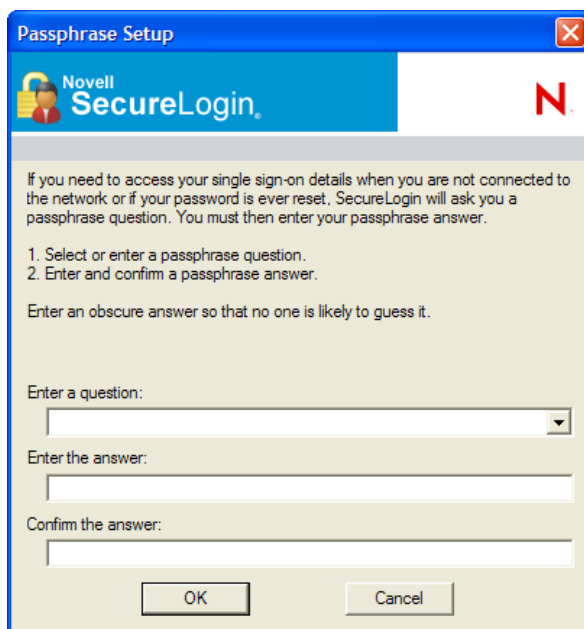 Passphrase Setup
Novell
SecureLogin®
N.
If you need to access your single sign-on details when you are not connected to
the network or if your password is ever reset, SecureLogin will ask you a
passphrase question. You must then enter your passphrase answer.
1. Select or enter a passphrase question.
2. Enter and confirm a passphrase answer.
Enter an obscure answer so that no one is likely to guess it.
Enter a question:
Enter the answer:
Confirm the answer:
OK
Cancel